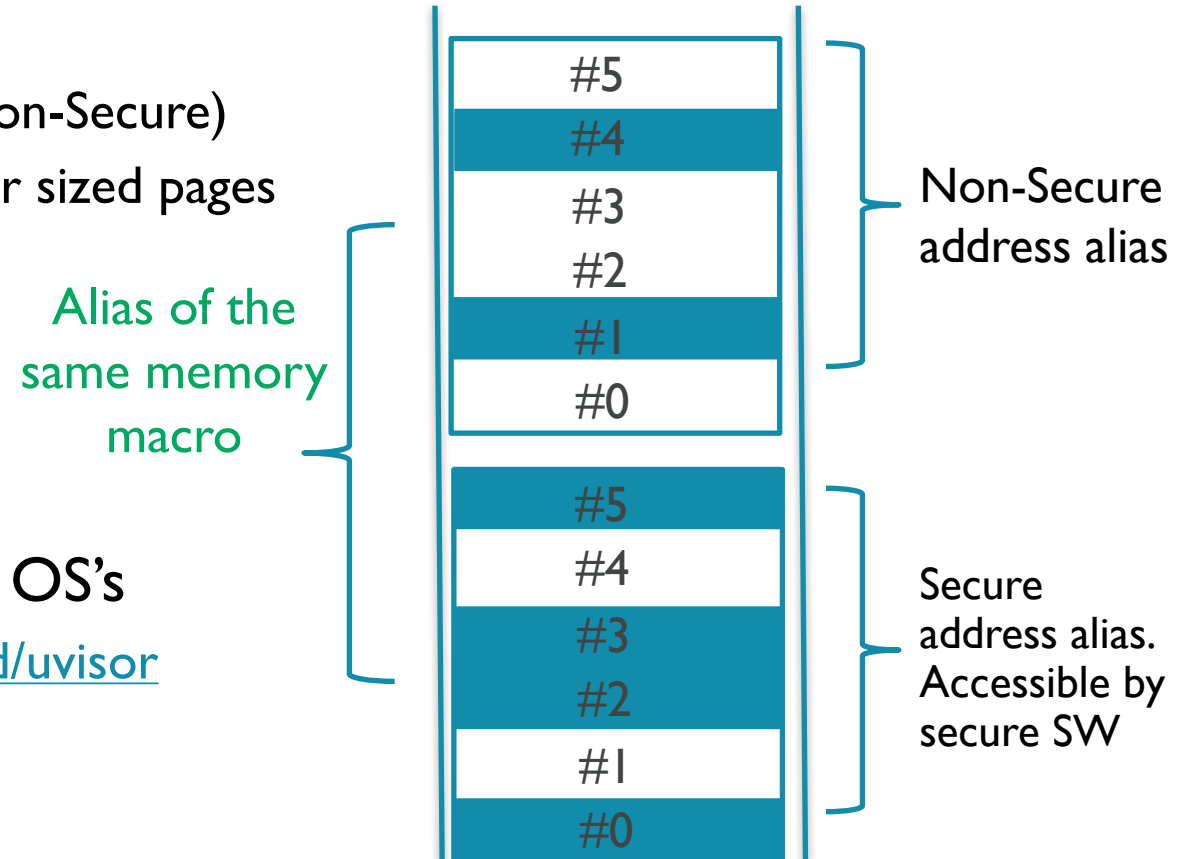 on-Secure)
r sized pages
Alias of the
same memory
macro
OS’s
d/uvisor
#5
#4
#3
#2
#1
#0
#5
#4
#3
#2
#1
#0
Non-Secure
address alias
Secure
address alias.
Accessible by
secure SW